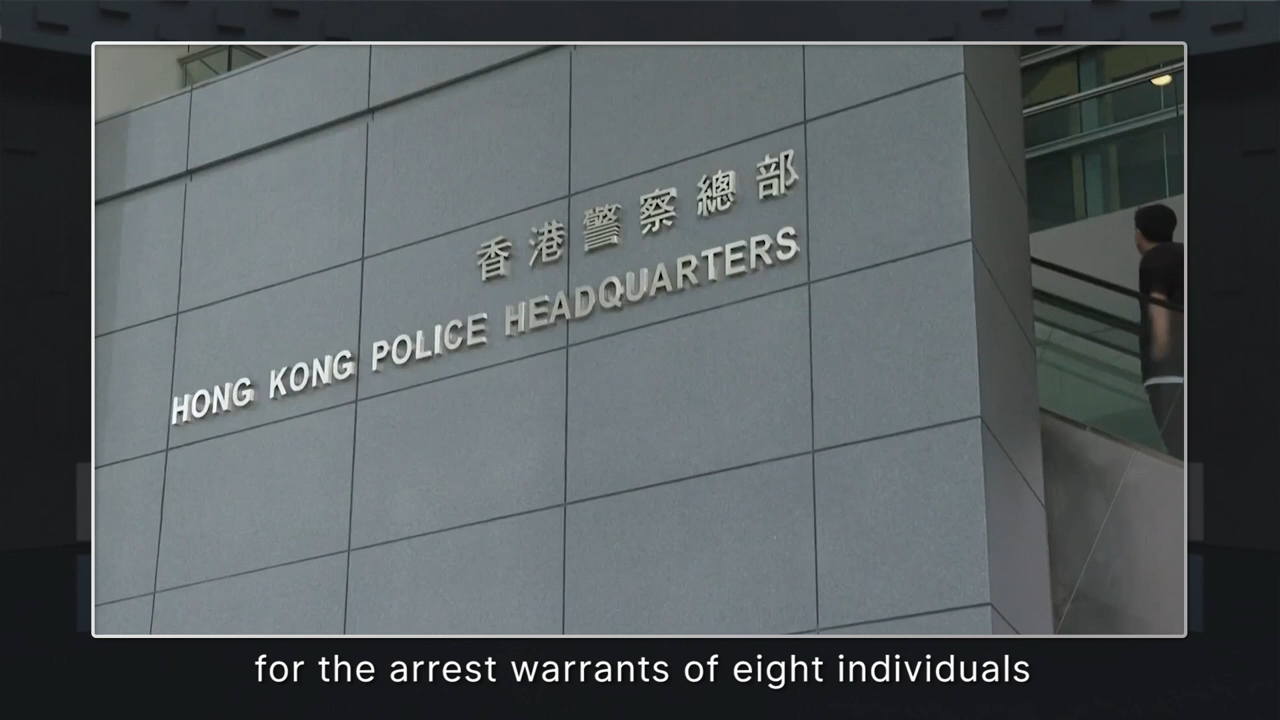 香港警察總部
HONG KONG POLICE HEADQUARTERS
for the arrest warrants of eight individuals